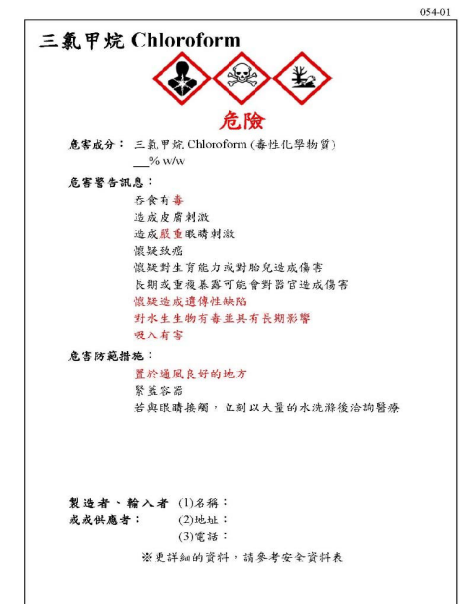 054-01
三氯甲烷 Chloroform
危險
危害成分： 三氯甲烷 Chloroform (毒性化學物質)
__% w/w
危害警告訊息：
吞食有毒
造成皮膚刺激
造成嚴重眼睛刺激
懷疑致癌
懷疑對生育能力或對胎兒造成傷害
長期或重複暴露可能會對器官造成傷害
懷疑造成遺傳性缺陷
對水生生物有毒並具有長期影響
吸入有害
危害防範措施：
置於通風良好的地方
緊蓋容器
若與眼睛接觸，立刻以大量的水洗滌後洽詢醫療
製造者、輸入者 (1)名稱：
或或供應者： (2)地址：
(3)電話：
※更詳細的資料，請參考安全資料表